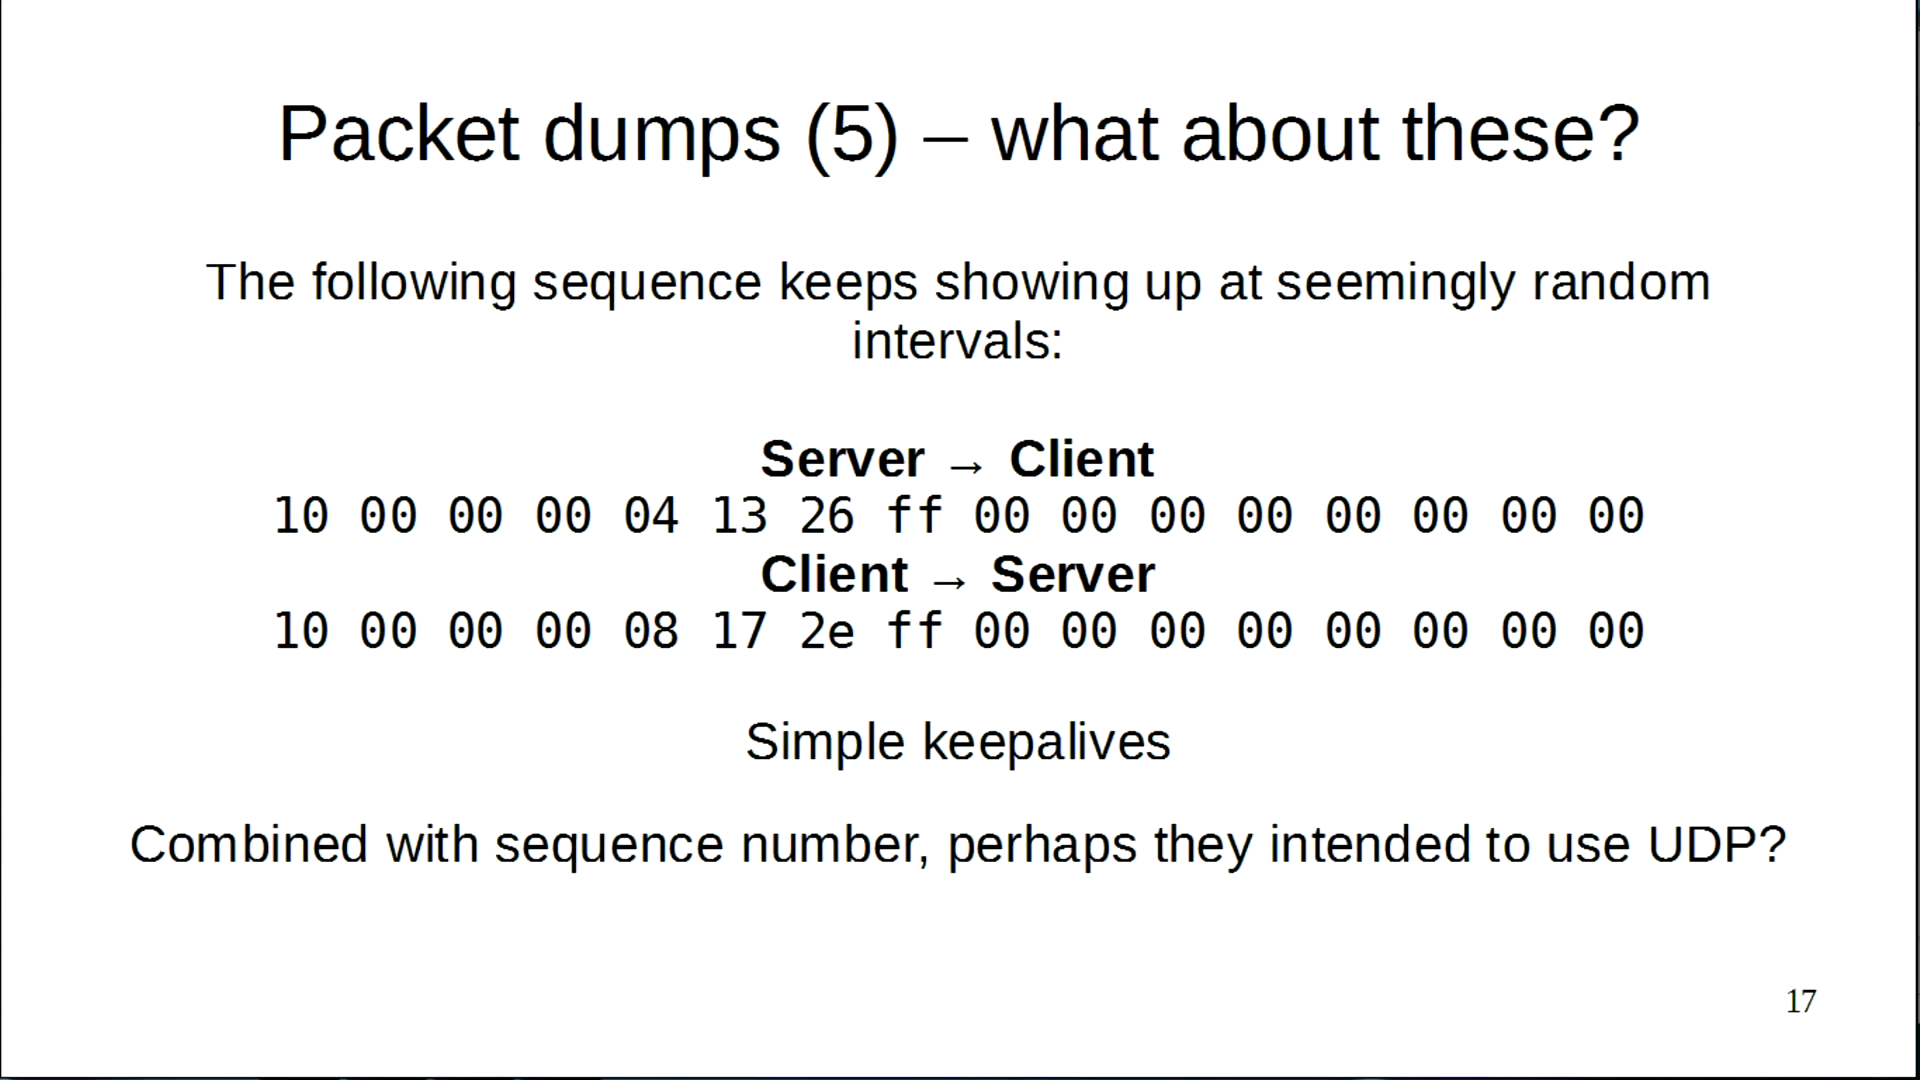 Packet dumps (5) – what about these?
The following sequence keeps showing up at seemingly random
intervals:
Server → Client
10 00 00 00 04 13 26 ff 00 00 00 00 00 00 00 00
Client → Server
10 00 00 00 08 17 2e ff 00 00 00 00 00 00 00 00
Simple keepalives
Combined with sequence number, perhaps they intended to use UDP?
17